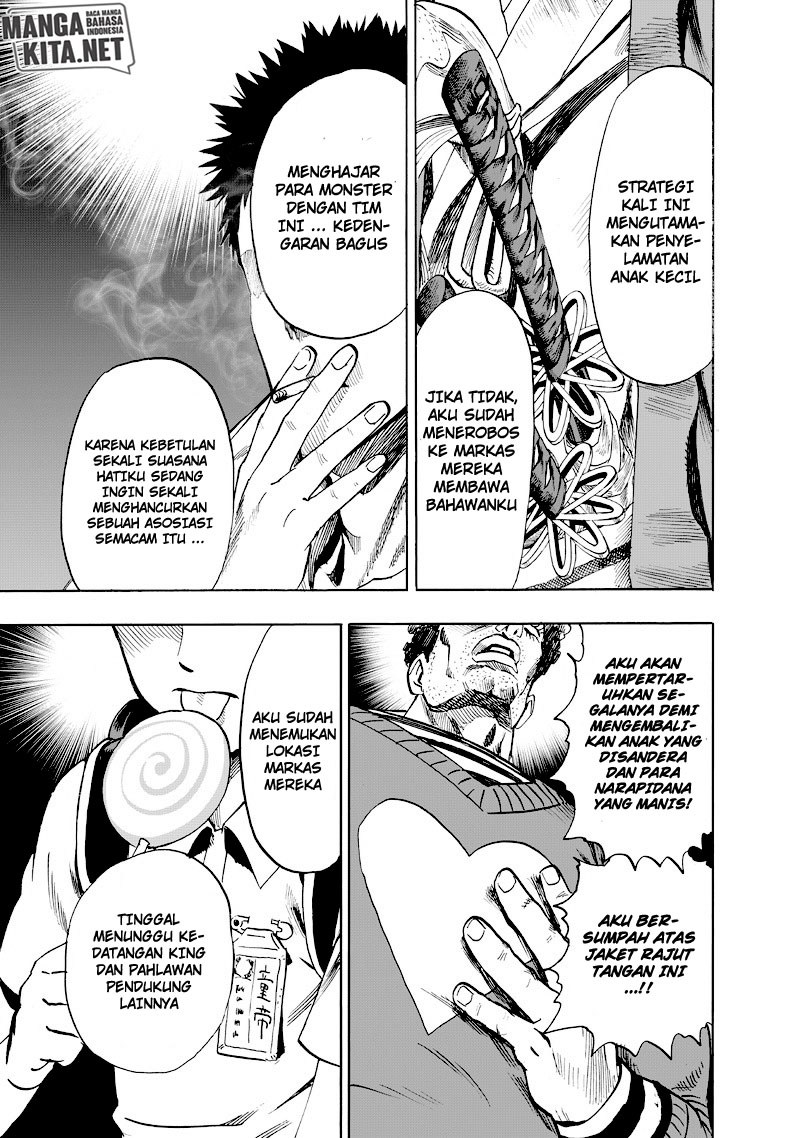 MANGA
KITA.NET
BACA MANGA
BAHASA
INDONESIA
STRATEGI
KALI INI
MENGUTAMA-
KAN PENYE-
LAMATAN
ANAK KECIL
JIKA TIDAK,
AKU SUDAH
MENEROBOS
KE MARKAS
MEREKA
MEMBAWA
BAHAWANKU
MENGHAJAR
PARA MONSTER
DENGAN TIM
INI ... KEDEN-
GARAN BAGUS
KARENA KEBETULAN
SEKALI SUASANA
HATIKU SEDANG
INGIN SEKALI
MENGHANCURKAN
SEBUAH ASOSIASI
SEMACAM ITU ...
AKU AKAN
MEMPERTAR-
UHKAN SE-
GALANYA DEMI
MENGEMBALI-
KAN ANAK YANG
DISANDERA
DAN PARA
NARAPIDANA
YANG MANIS!
AKU BER-
SUMPAH ATAS
JAKET RAJUT
TANGAN INI
...!!
AKU SUDAH
MENEMUKAN
LOKASI
MARKAS
MEREKA
TINGGAL
MENUNGGU KE-
DATANGAN KING
DAN PAHLAWAN
PENDUKUNG
LAINNYA